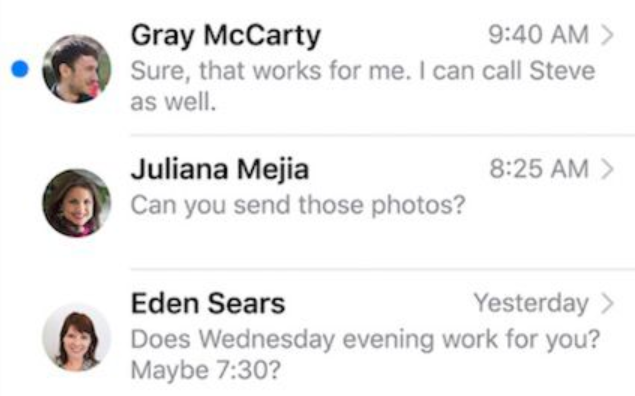 Gray McCarty 9:40 AM
Sure, that works for me. I can call Steve
as well.
Juliana Mejia 8:25 AM
Can you send those photos?
Eden Sears Yesterday
Does Wednesday evening work for you?
Maybe 7:30?